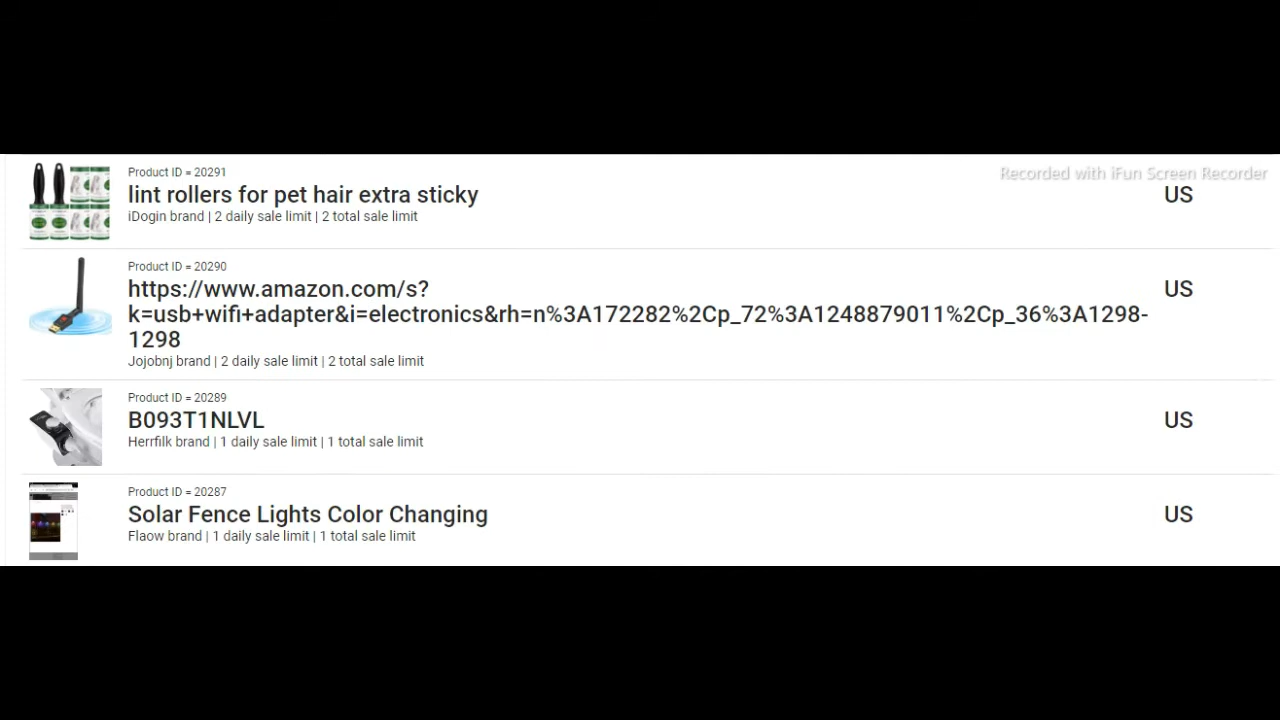 Recorded with iFun Screen Recorder
Product ID = 20291
lint rollers for pet hair extra sticky
US
iDogin brand | 2 daily sale limit | 2 total sale limit
Product ID = 20290
https://www.amazon.com/s?
US
k=usb+wifi+adapter&i=electronics&rh=n%3A172282%2Cp_72%3A1248879011%2Cp_36%3A1298-
1298
Jojobnj brand | 2 daily sale limit | 2 total sale limit
Product ID = 20289
B093T1NLVL
US
Herrfilk brand | 1 daily sale limit | 1 total sale limit
Product ID = 20287
Solar Fence Lights Color Changing
US
Flaow brand | 1 daily sale limit | 1 total sale limit